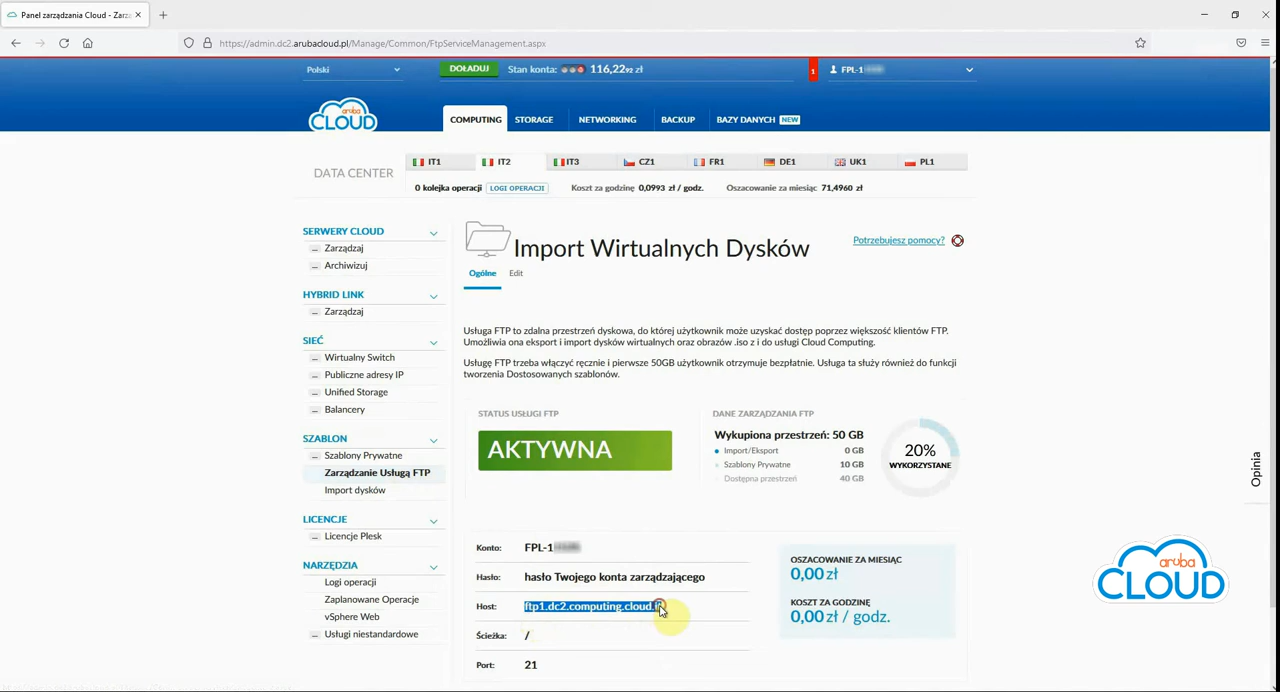 Panel zarządzania Cloud - Zarz
https://admin.dc2.arubacloud.pl/Manage/Common/FtpServiceManagement.aspx
Polski
DOŁADUJ
Stan konta:
116,22⁹² zł
1
FPL-1
aruba
CLOUD
COMPUTING
STORAGE
NETWORKING
BACKUP
BAZY DANYCH NEW
DATA CENTER
IT1
IT2
IT3
CZ1
FR1
DE1
UK1
PL1
0 kolejka operacji LOGI OPERACJI Koszt za godzinę 0,0993 zł / godz. Oszacowanie za miesiąc 71,4960 zł
SERWERY CLOUD
Zarządzaj
Archiwizuj
HYBRID LINK
Zarządzaj
SIEĆ
Wirtualny Switch
Publiczne adresy IP
Unified Storage
Balancery
SZABLON
Szablony Prywatne
Zarządzanie Usługą FTP
Import dysków
LICENCJE
Licencje Plesk
NARZĘDZIA
Logi operacji
Zaplanowane Operacje
vSphere Web
Usługi niestandardowe
Import Wirtualnych Dysków
Potrzebujesz pomocy?
Ogólne
Edit
Usługa FTP to zdalna przestrzeń dyskowa, do której użytkownik może uzyskać dostęp poprzez większość klientów FTP.
Umożliwia ona eksport i import dysków wirtualnych oraz obrazów .iso z i do usługi Cloud Computing.
Usługę FTP trzeba włączyć ręcznie i pierwsze 50GB użytkownik otrzymuje bezpłatnie. Usługa ta służy również do funkcji
tworzenia Dostosowanych szablonów.
STATUS USŁUGI FTP
AKTYWNA
DANE ZARZĄDZANIA FTP
Wykupiona przestrzeń: 50 GB
Import/Eksport 0 GB
Szablony Prywatne 10 GB
Dostępna przestrzeń 40 GB
20%
WYKORZYSTANE
Konto: FPL-1
Hasło: hasło Twojego konta zarządzającego
Host: ftp1.dc2.computing.cloud.it
Ścieżka: /
Port: 21
OSZACOWANIE ZA MIESIĄC
0,00 zł
KOSZT ZA GODZINĘ
0,00 zł / godz.
Opinia
aruba
CLOUD